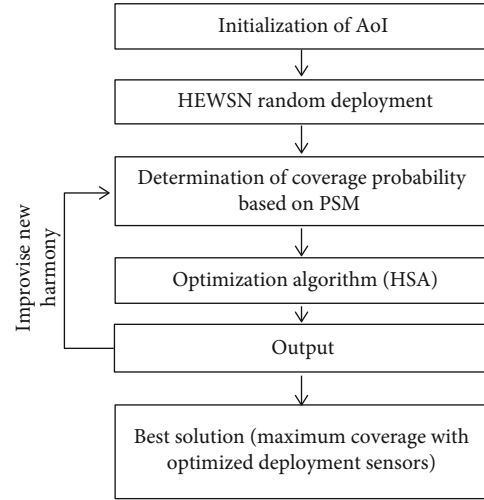 Initialization of AoI
HEWSN random deployment
Determination of coverage probability
based on PSM
Improvise new
harmony
Optimization algorithm (HSA)
Output
Best solution (maximum coverage with
optimized deployment sensors)